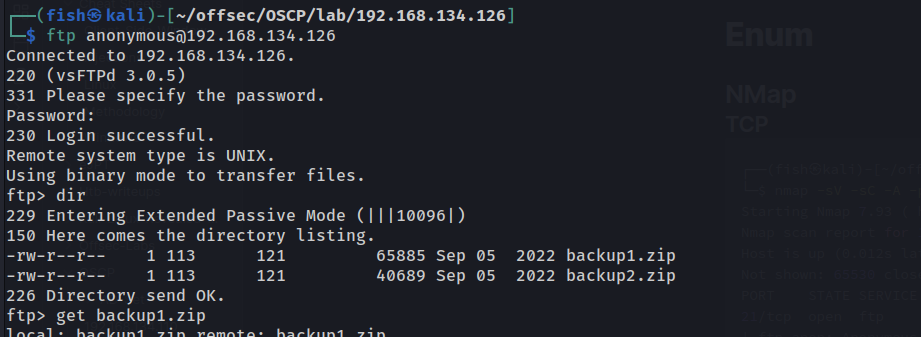 ┌──(fish㉿kali)-[~/offsec/OSCP/lab/192.168.134.126]
└─$ ftp anonymous@192.168.134.126
Connected to 192.168.134.126.
220 (vsFTPd 3.0.5)
331 Please specify the password.
Password:
230 Login successful.
Remote system type is UNIX.
Using binary mode to transfer files.
ftp> dir
229 Entering Extended Passive Mode (|||10096|)
150 Here comes the directory listing.
-rw-r--r--    1 113      121         65885 Sep 05  2022 backup1.zip
-rw-r--r--    1 113      121         40689 Sep 05  2022 backup2.zip
226 Directory send OK.
ftp> get backup1.zip
local: backup1.zip remote: backup1.zip
Enum
NMap
TCP